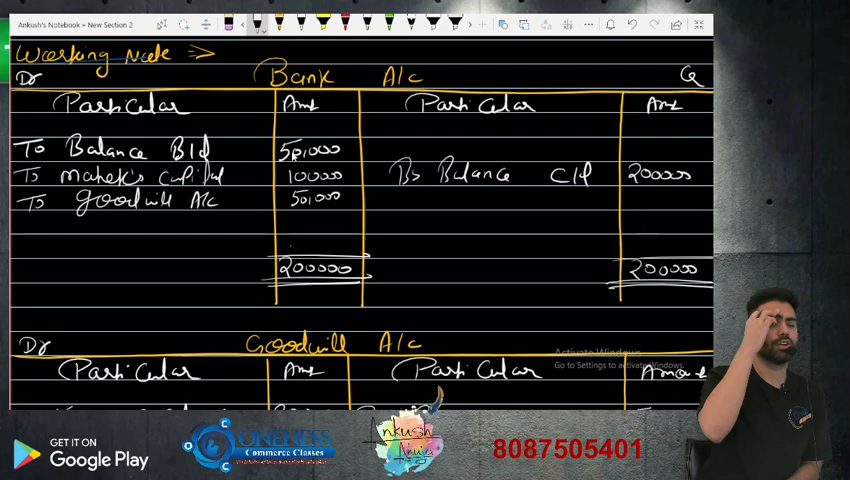 Ankush's Notebook » New Section 2
Working Note =>
Dr Bank A/c Cr
Particular Amt Particular Amt
To Balance B/d 50,000
To Mahek's capital 100000 By Balance C/d 200000
To Goodwill A/c 50,000
200000 200000
Dr Goodwill A/c
Activate Windows
Go to Settings to activate Windows.
Particular Amt Particular Amount
GET IT ON
Google Play
ONENESS
Commerce Classes
Ankush
Ahuja
8087505401